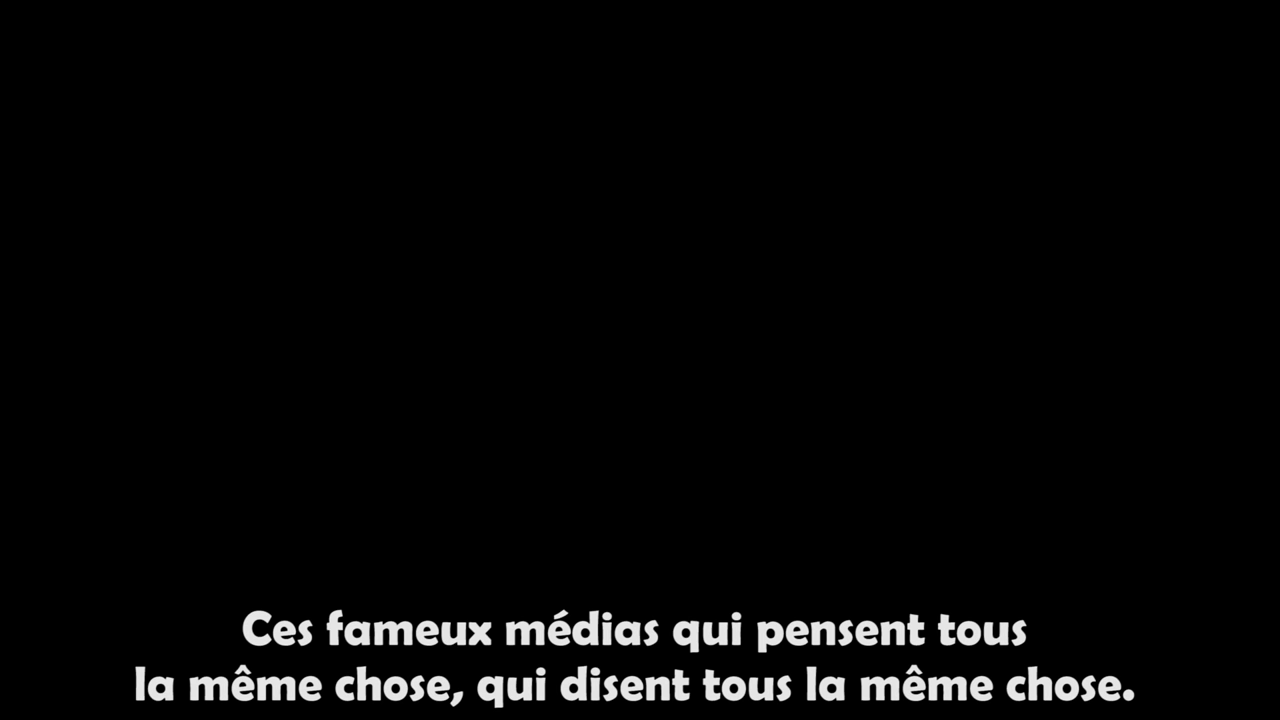 Ces fameux médias qui pensent tous
la même chose, qui disent tous la même chose.